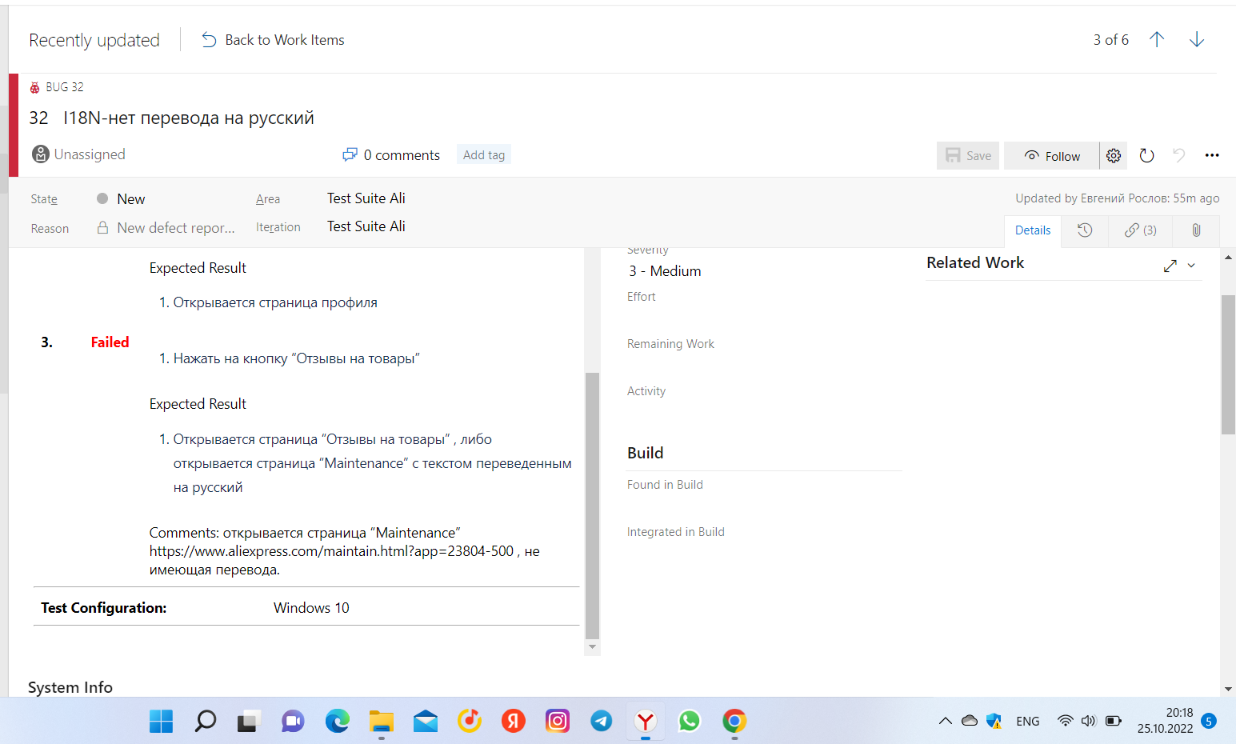 Recently updated
Back to Work Items
3 of 6
BUG 32
32 I18N-нет перевода на русский
Unassigned
0 comments
Add tag
Save
Follow
State
New
Area
Test Suite Ali
Updated by Евгений Рослов: 55m ago
Reason
New defect repor...
Iteration
Test Suite Ali
Details
(3)
Expected Result
1. Открывается страница профиля
3. Failed
1. Нажать на кнопку “Отзывы на товары”
Expected Result
1. Открывается страница “Отзывы на товары” , либо
открывается страница “Maintenance” с текстом переведенным
на русский
Comments: открывается страница “Maintenance”
https://www.aliexpress.com/maintain.html?app=23804-500 , не
имеющая перевода.
Test Configuration: Windows 10
System Info
Severity
3 - Medium
Effort
Remaining Work
Activity
Build
Found in Build
Integrated in Build
Related Work
Я
ENG
20:18
25.10.2022
5